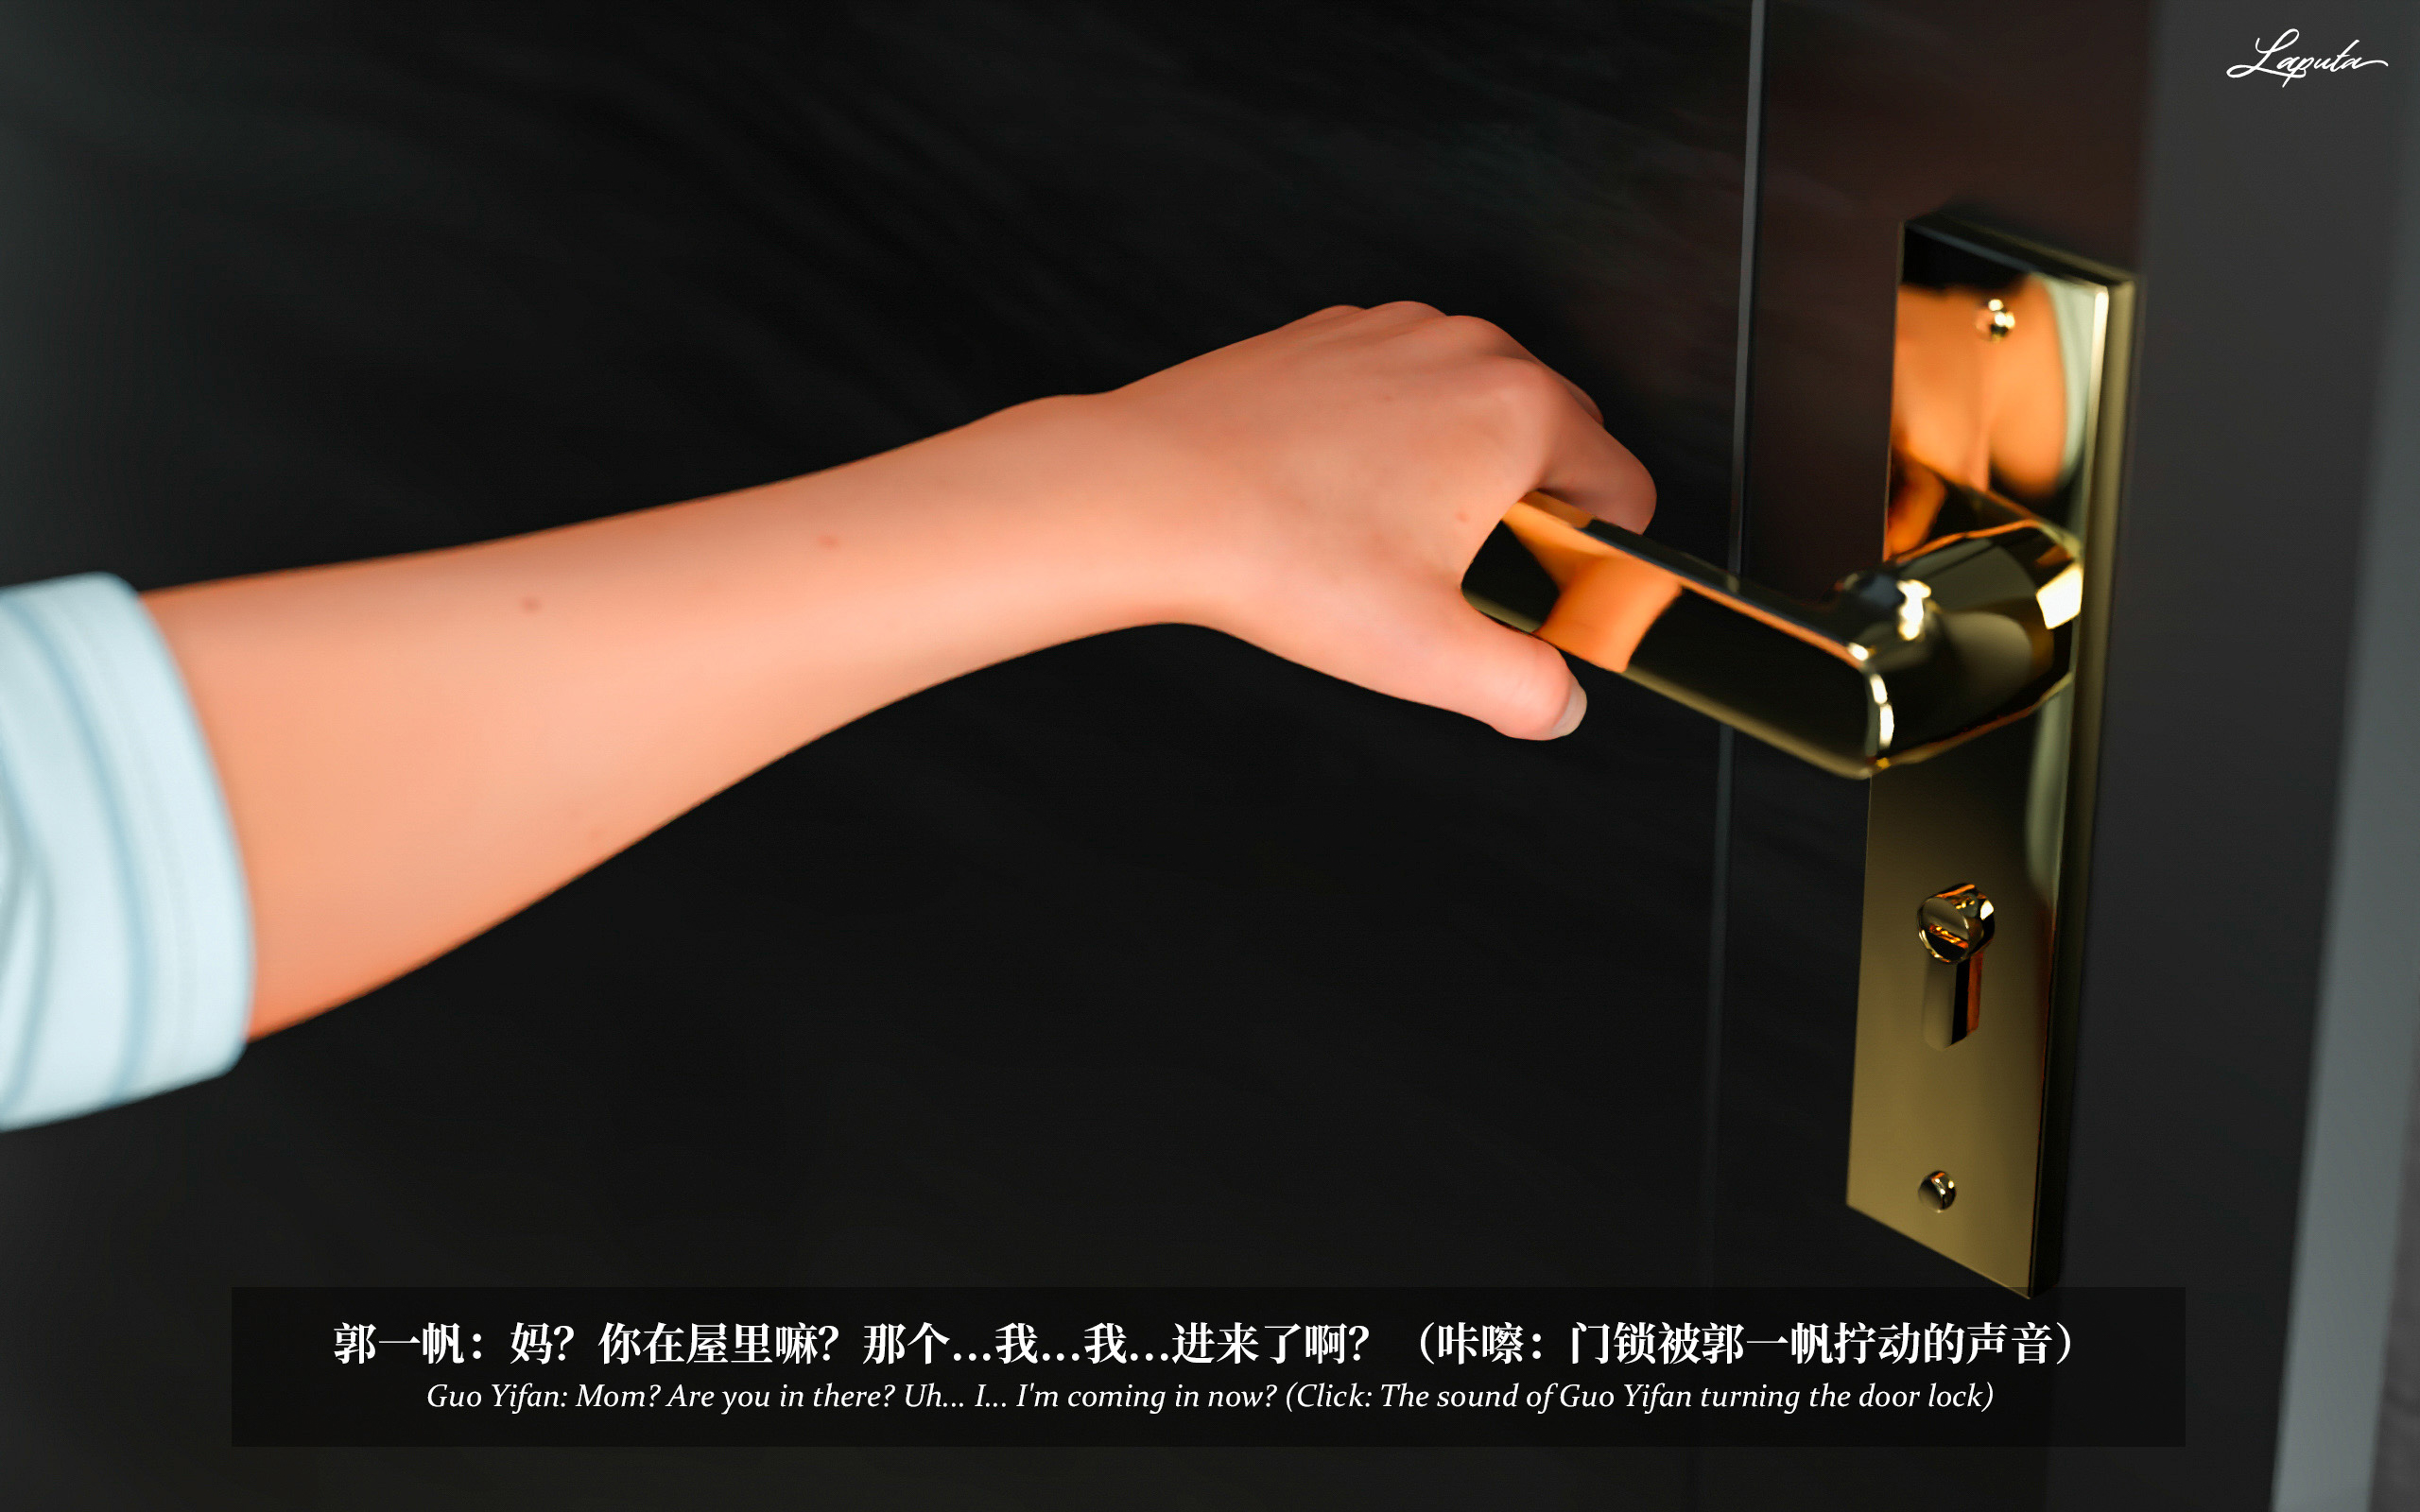 Laputa
郭一帆：妈？你在屋里嘛？那个...我...我...进来了啊？（咔嚓：门锁被郭一帆拧动的声音）
Guo Yifan: Mom? Are you in there? Uh... I... I'm coming in now? (Click: The sound of Guo Yifan turning the door lock)